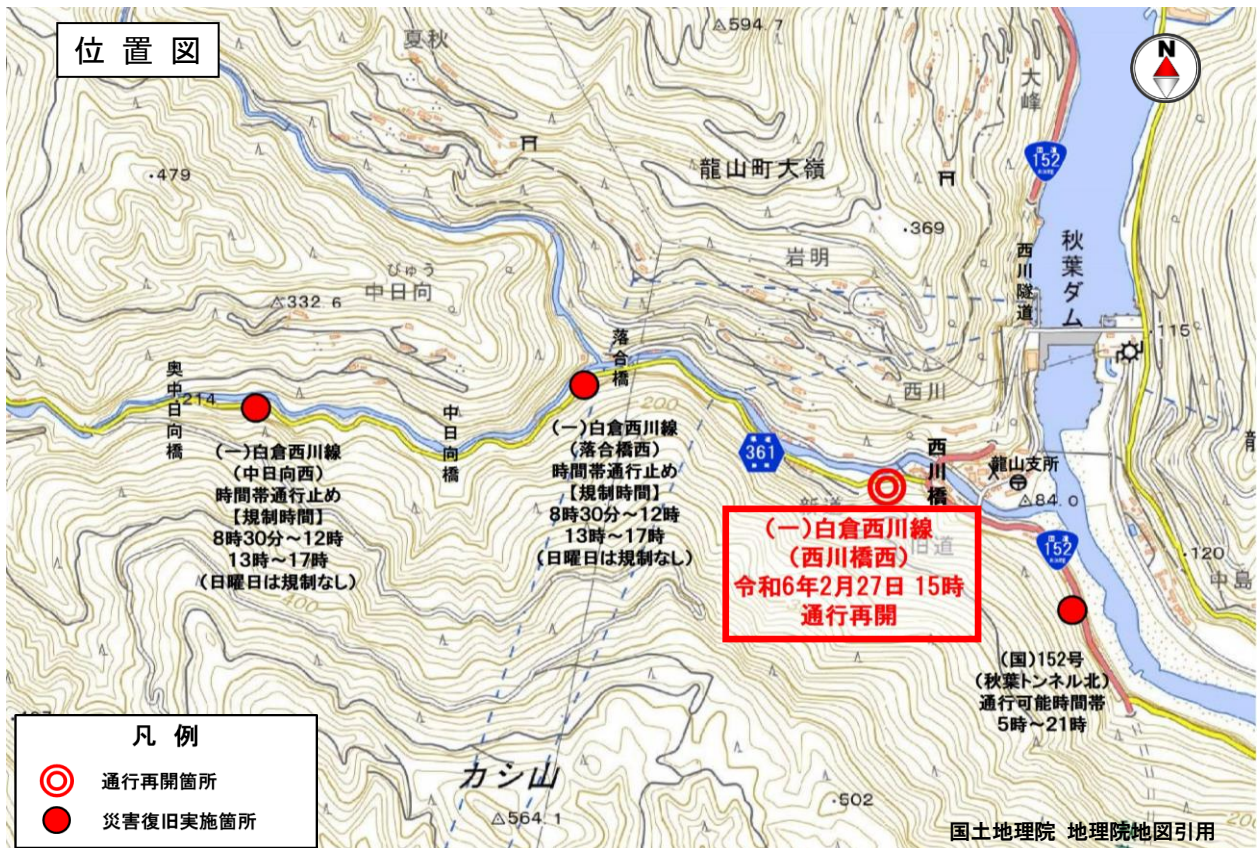 位置図
N
夏秋
△594.7
大峰
国道
152
・479
龍山町大嶺
・369
岩明
西川隧道
秋葉ダム
・115
びゅう
中日向
△332.6
落合橋
西川
奥中日向橋
・214
中日向橋
200
(一)白倉西川線
(中日向西)
時間帯通行止め
【規制時間】
8時30分~12時
13時~17時
(日曜日は規制なし)
(一)白倉西川線
(落合橋西)
時間帯通行止め
【規制時間】
8時30分~12時
13時~17時
(日曜日は規制なし)
361
西川橋
龍山支所
△84.0
新道
旧道
(一)白倉西川線
(西川橋西)
令和6年2月27日 15時
通行再開
国道
152
・120
中島
(国)152号
(秋葉トンネル北)
通行可能時間帯
5時~21時
400
凡 例
通行再開箇所
災害復旧実施箇所
カシ山
△564.1
・502
国土地理院 地理院地図引用